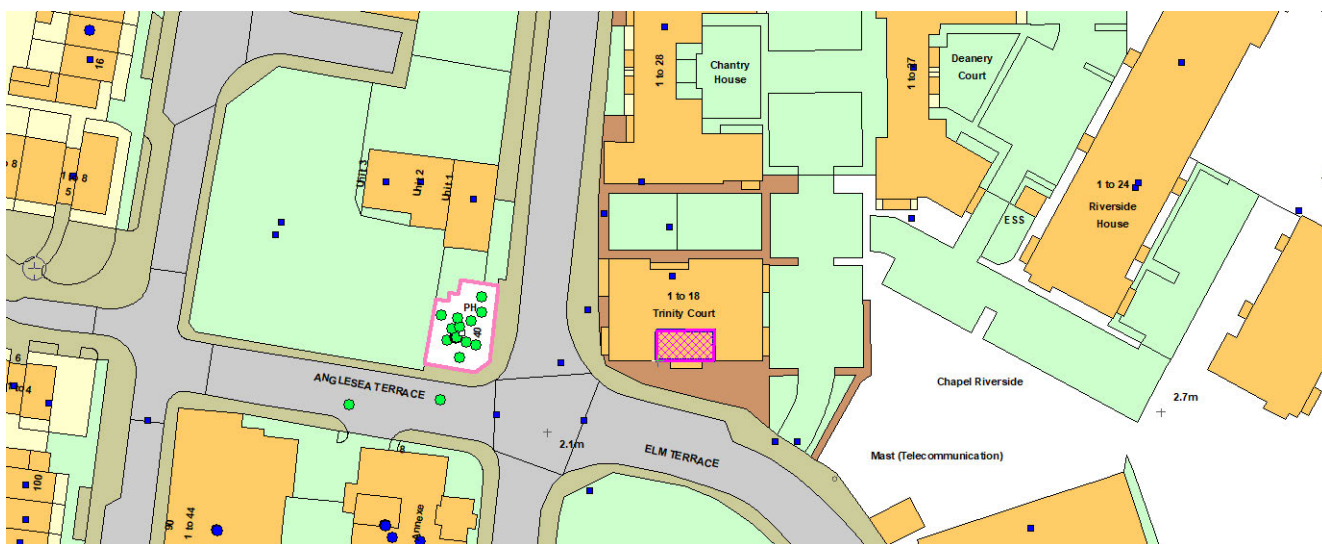 16
1 to 28
Chantry
House
1 to 27
Deanery
Court
1 to 8
5
Unit 3
Unit 2
Unit 1
1 to 24
Riverside
House
ESS
PH
40
1 to 18
Trinity Court
6
ANGLESEA TERRACE
Chapel Riverside
2.7m
2.1m
ELM TERRACE
Mast (Telecommunication)
8
100
90
1 to 44
Annexe